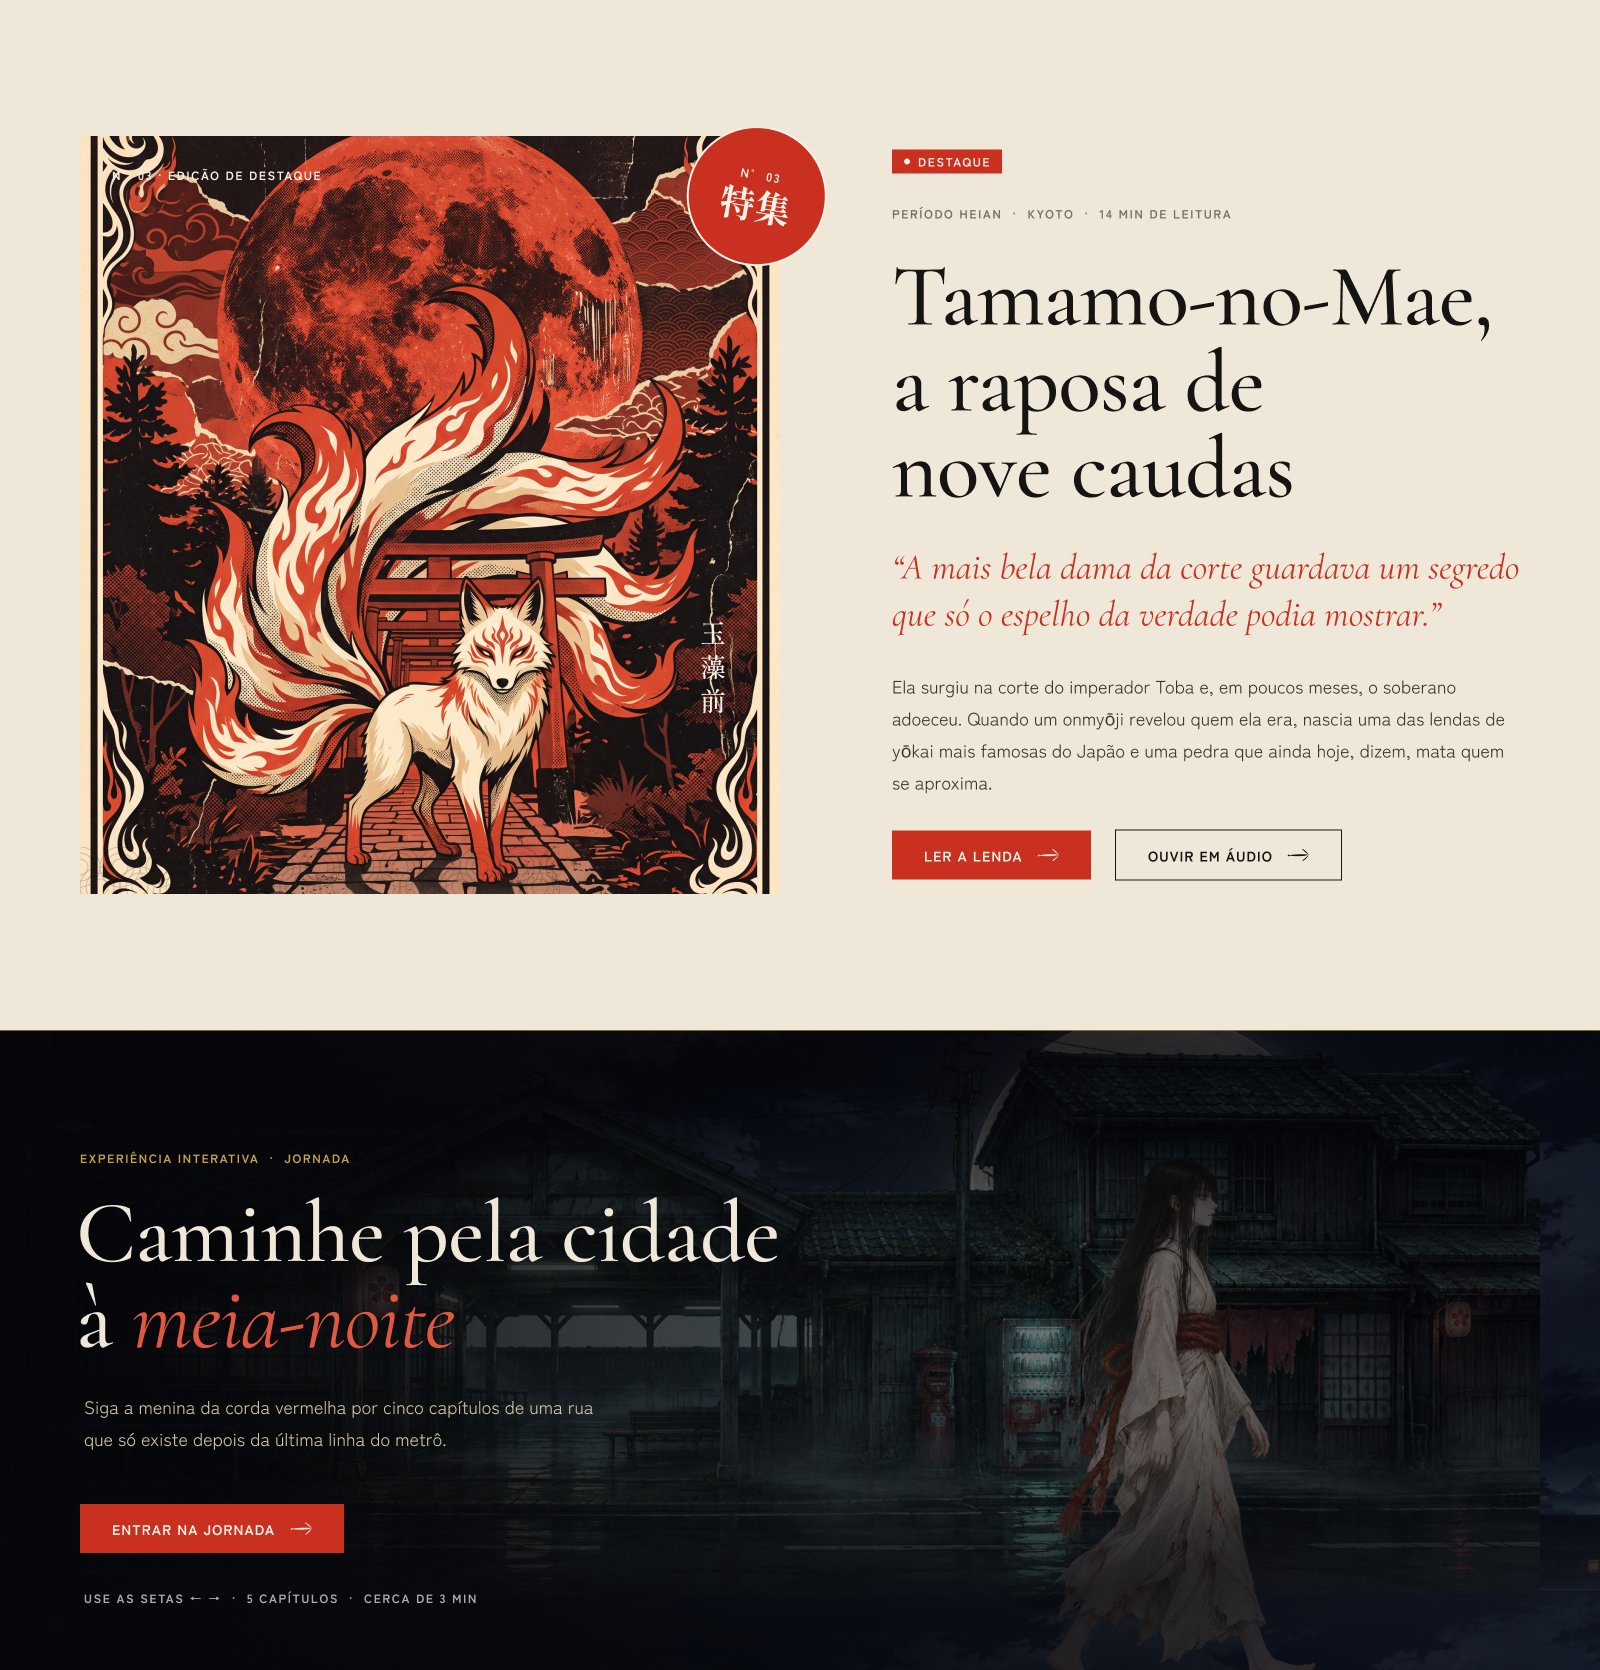 N° 03 · EDIÇÃO DE DESTAQUE
N° 03
特集
玉藻前
DESTAQUE
PERÍODO HEIAN · KYOTO · 14 MIN DE LEITURA
Tamamo-no-Mae,
a raposa de
nove caudas
“A mais bela dama da corte guardava um segredo
que só o espelho da verdade podia mostrar.”
Ela surgiu na corte do imperador Toba e, em poucos meses, o soberano
adoeceu. Quando um onmyōji revelou quem ela era, nascia uma das lendas de
yōkai mais famosas do Japão e uma pedra que ainda hoje, dizem, mata quem
se aproxima.
LER A LENDA →
OUVIR EM ÁUDIO →
EXPERIÊNCIA INTERATIVA · JORNADA
Caminhe pela cidade
à meia-noite
Siga a menina da corda vermelha por cinco capítulos de uma rua
que só existe depois da última linha do metrô.
ENTRAR NA JORNADA →
USE AS SETAS ← → · 5 CAPÍTULOS · CERCA DE 3 MIN